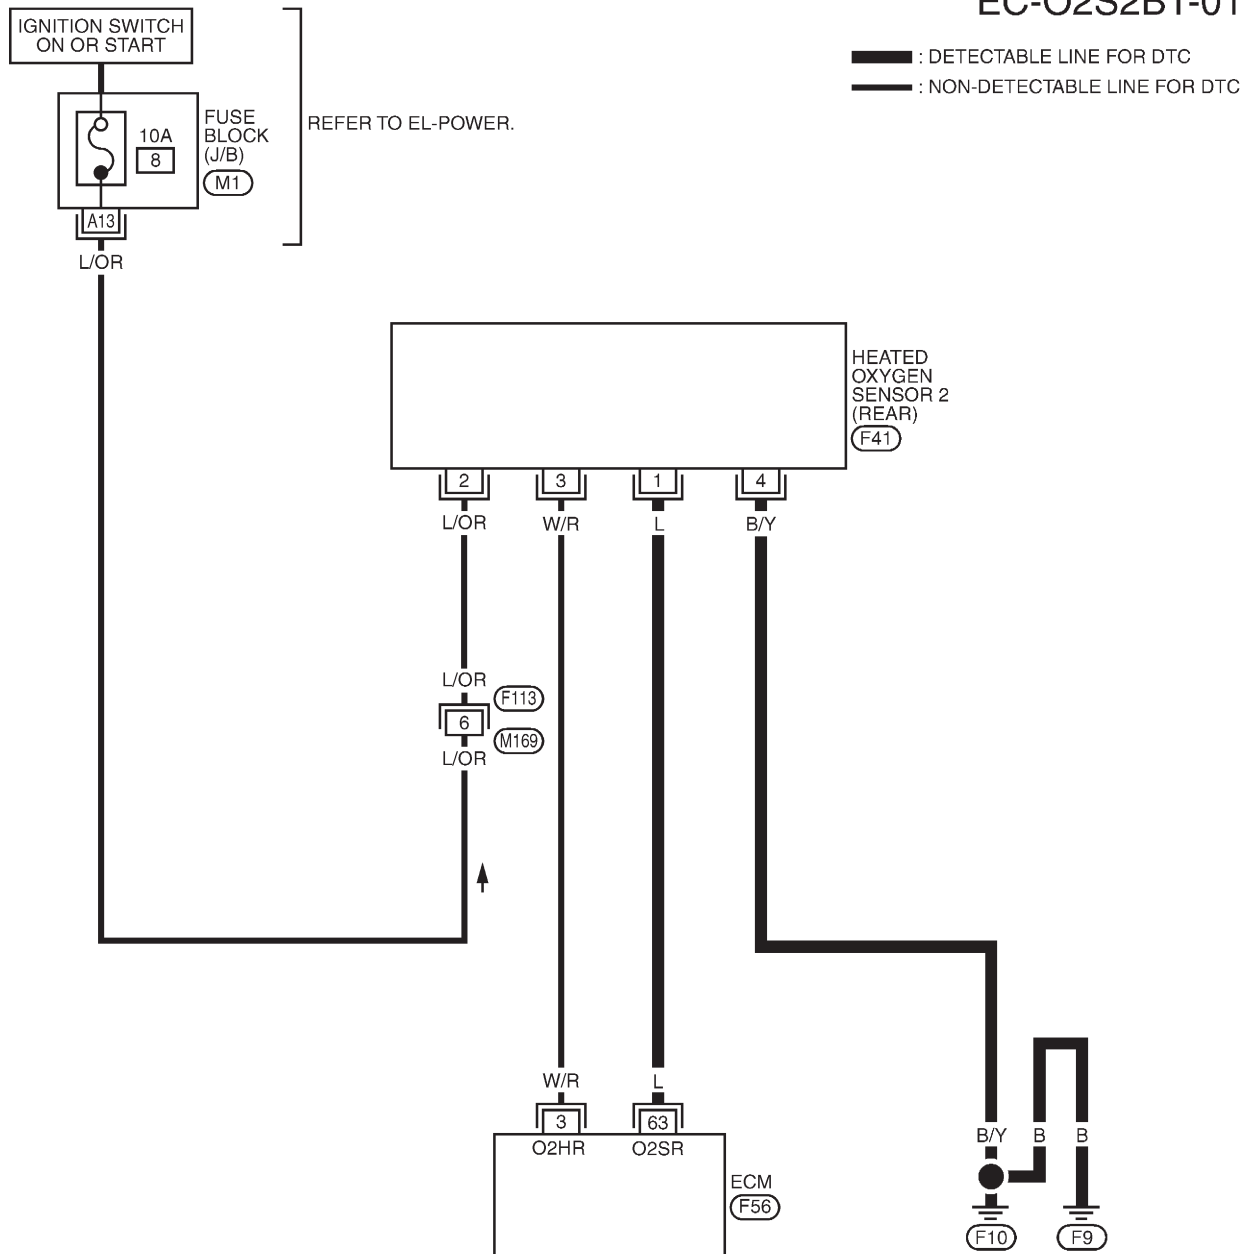 EC-O2S2B1-01
IGNITION SWITCH
ON OR START
: DETECTABLE LINE FOR DTC
: NON-DETECTABLE LINE FOR DTC
10A
8
FUSE
BLOCK
(J/B)
M1
REFER TO EL-POWER.
A13
L/OR
HEATED
OXYGEN
SENSOR 2
(REAR)
F41
2 3 1 4
L/OR W/R L B/Y
L/OR
F113
6
M169
L/OR
W/R L
3 63
O2HR O2SR
ECM
F56
B/Y B B
F10 F9